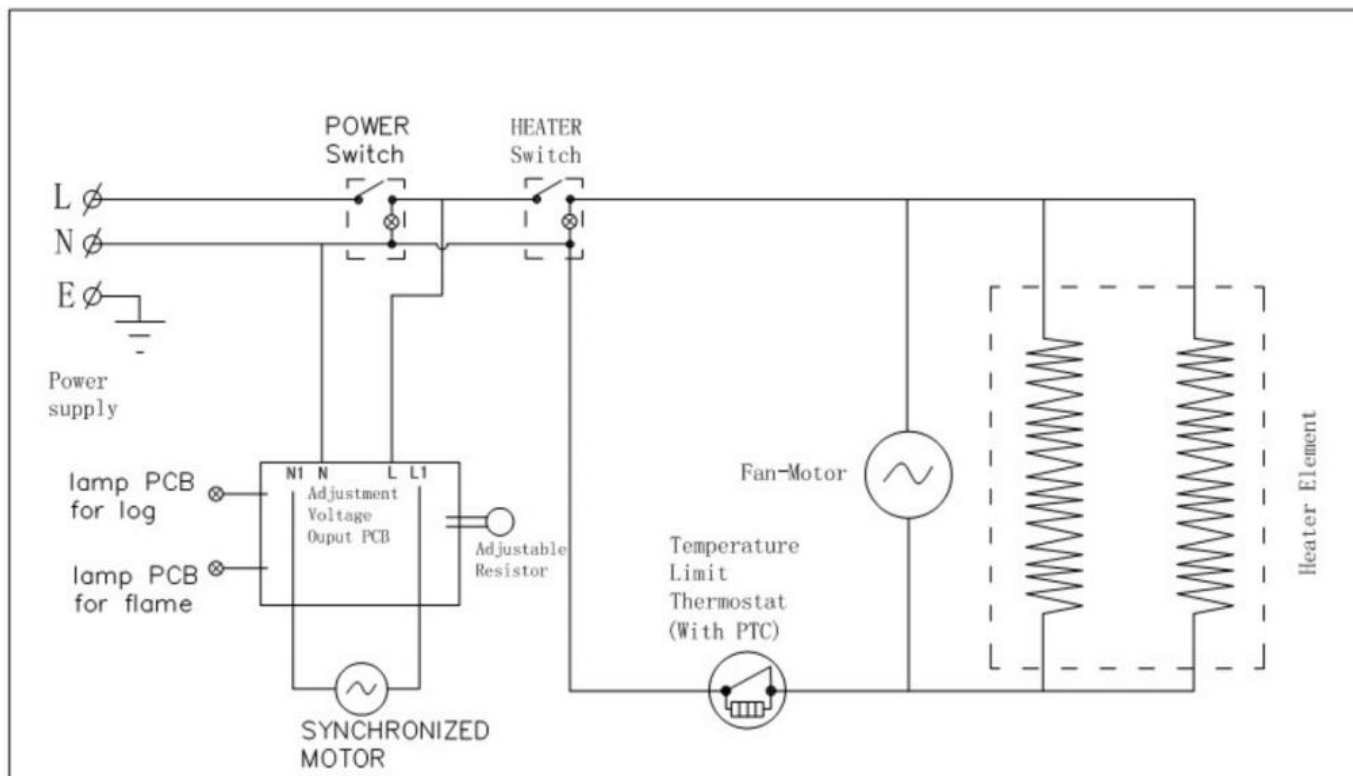 POWER
Switch
HEATER
Switch
L
N
E
Power
supply
N1 N L L1
Adjustment
Voltage
Ouput PCB
lamp PCB
for log
lamp PCB
for flame
Adjustable
Resistor
SYNCHRONIZED
MOTOR
Fan-Motor
Temperature
Limit
Thermostat
(With PTC)
Heater Element